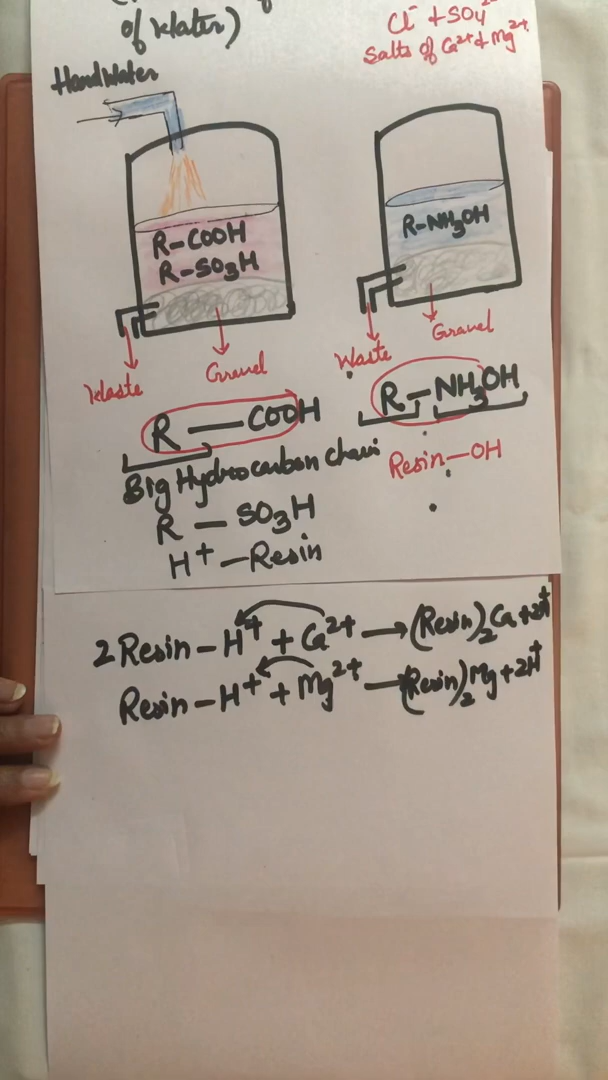 of Water)
Cl⁻ + SO₄²⁻
Salts of Ca²⁺ & Mg²⁺
Hard Water
R-COOH
R-SO₃H
R-NH₃OH
Waste
Gravel
Waste
Gravel
R — COOH
Big Hydrocarbon chain
R — SO₃H
H⁺ — Resin
R-NH₃OH
Resin-OH
2 Resin - H⁺ + Ca²⁺ → (Resin)₂Ca + 2H⁺
Resin - H⁺ + Mg²⁺ → (Resin)₂Mg + 2H⁺